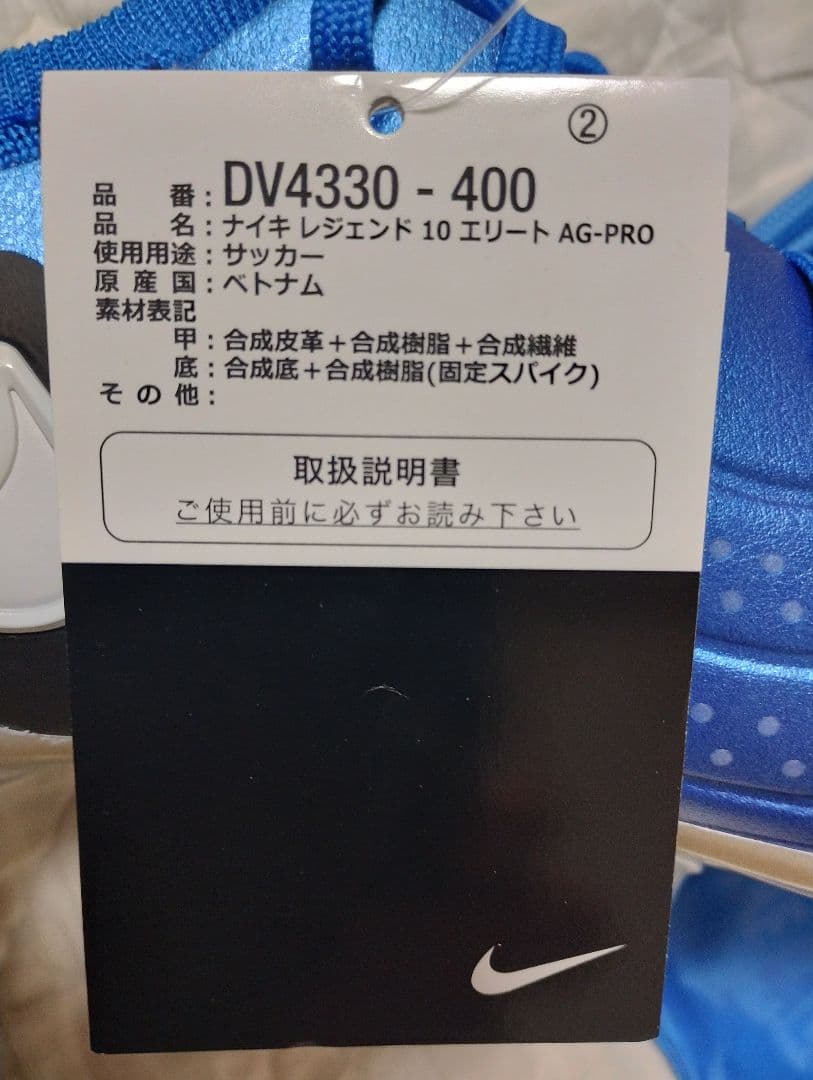 ②
品番：DV4330 - 400
品名：ナイキ レジェンド 10 エリート AG-PRO
使用用途：サッカー
原産国：ベトナム
素材表記
甲：合成皮革＋合成樹脂＋合成繊維
底：合成底＋合成樹脂(固定スパイク)
その他：
取扱説明書
ご使用前に必ずお読み下さい